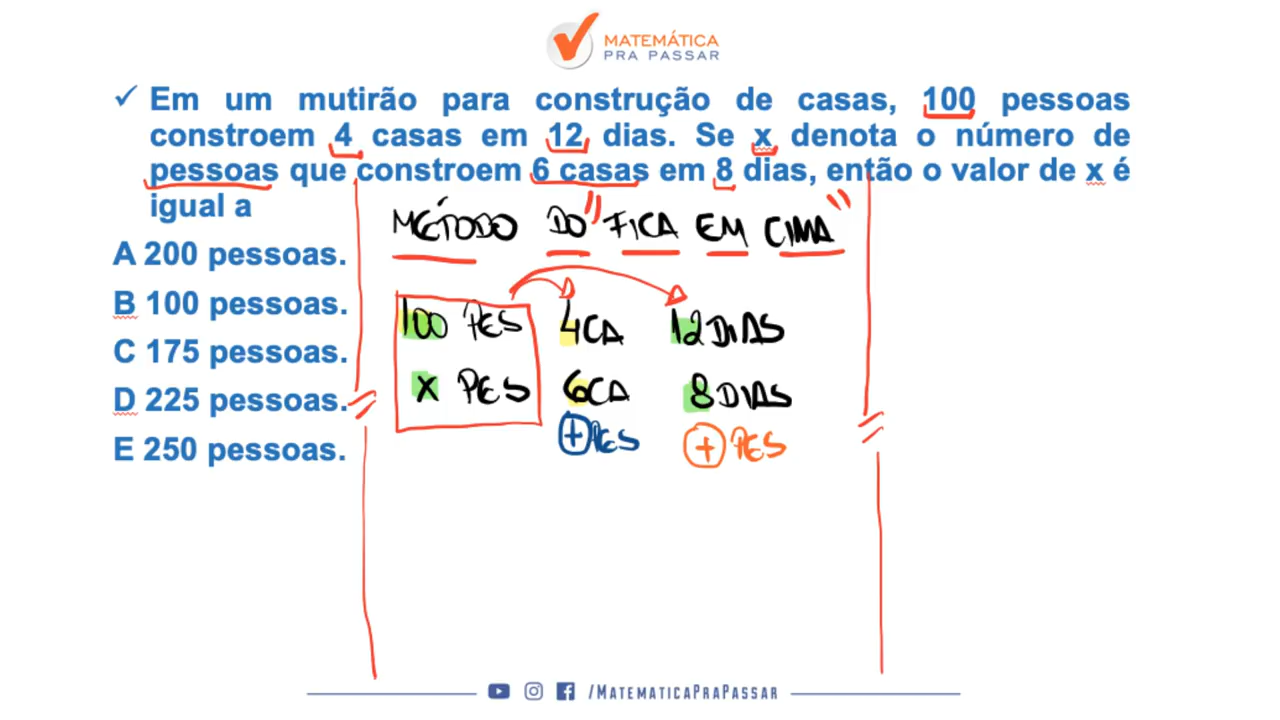 MATEMÁTICA
PRA PASSAR
✓ Em um mutirão para construção de casas, 100 pessoas
constroem 4 casas em 12 dias. Se x denota o número de
pessoas que constroem 6 casas em 8 dias, então o valor de x é
igual a
MÉTODO DO "FICA EM CIMA"
A 200 pessoas.
B 100 pessoas.
C 175 pessoas.
D 225 pessoas.
E 250 pessoas.
100 PES 4CA 12DIAS
X PES 6CA 8DIAS
+PES +PES
/MATEMATICAPRAPASSAR